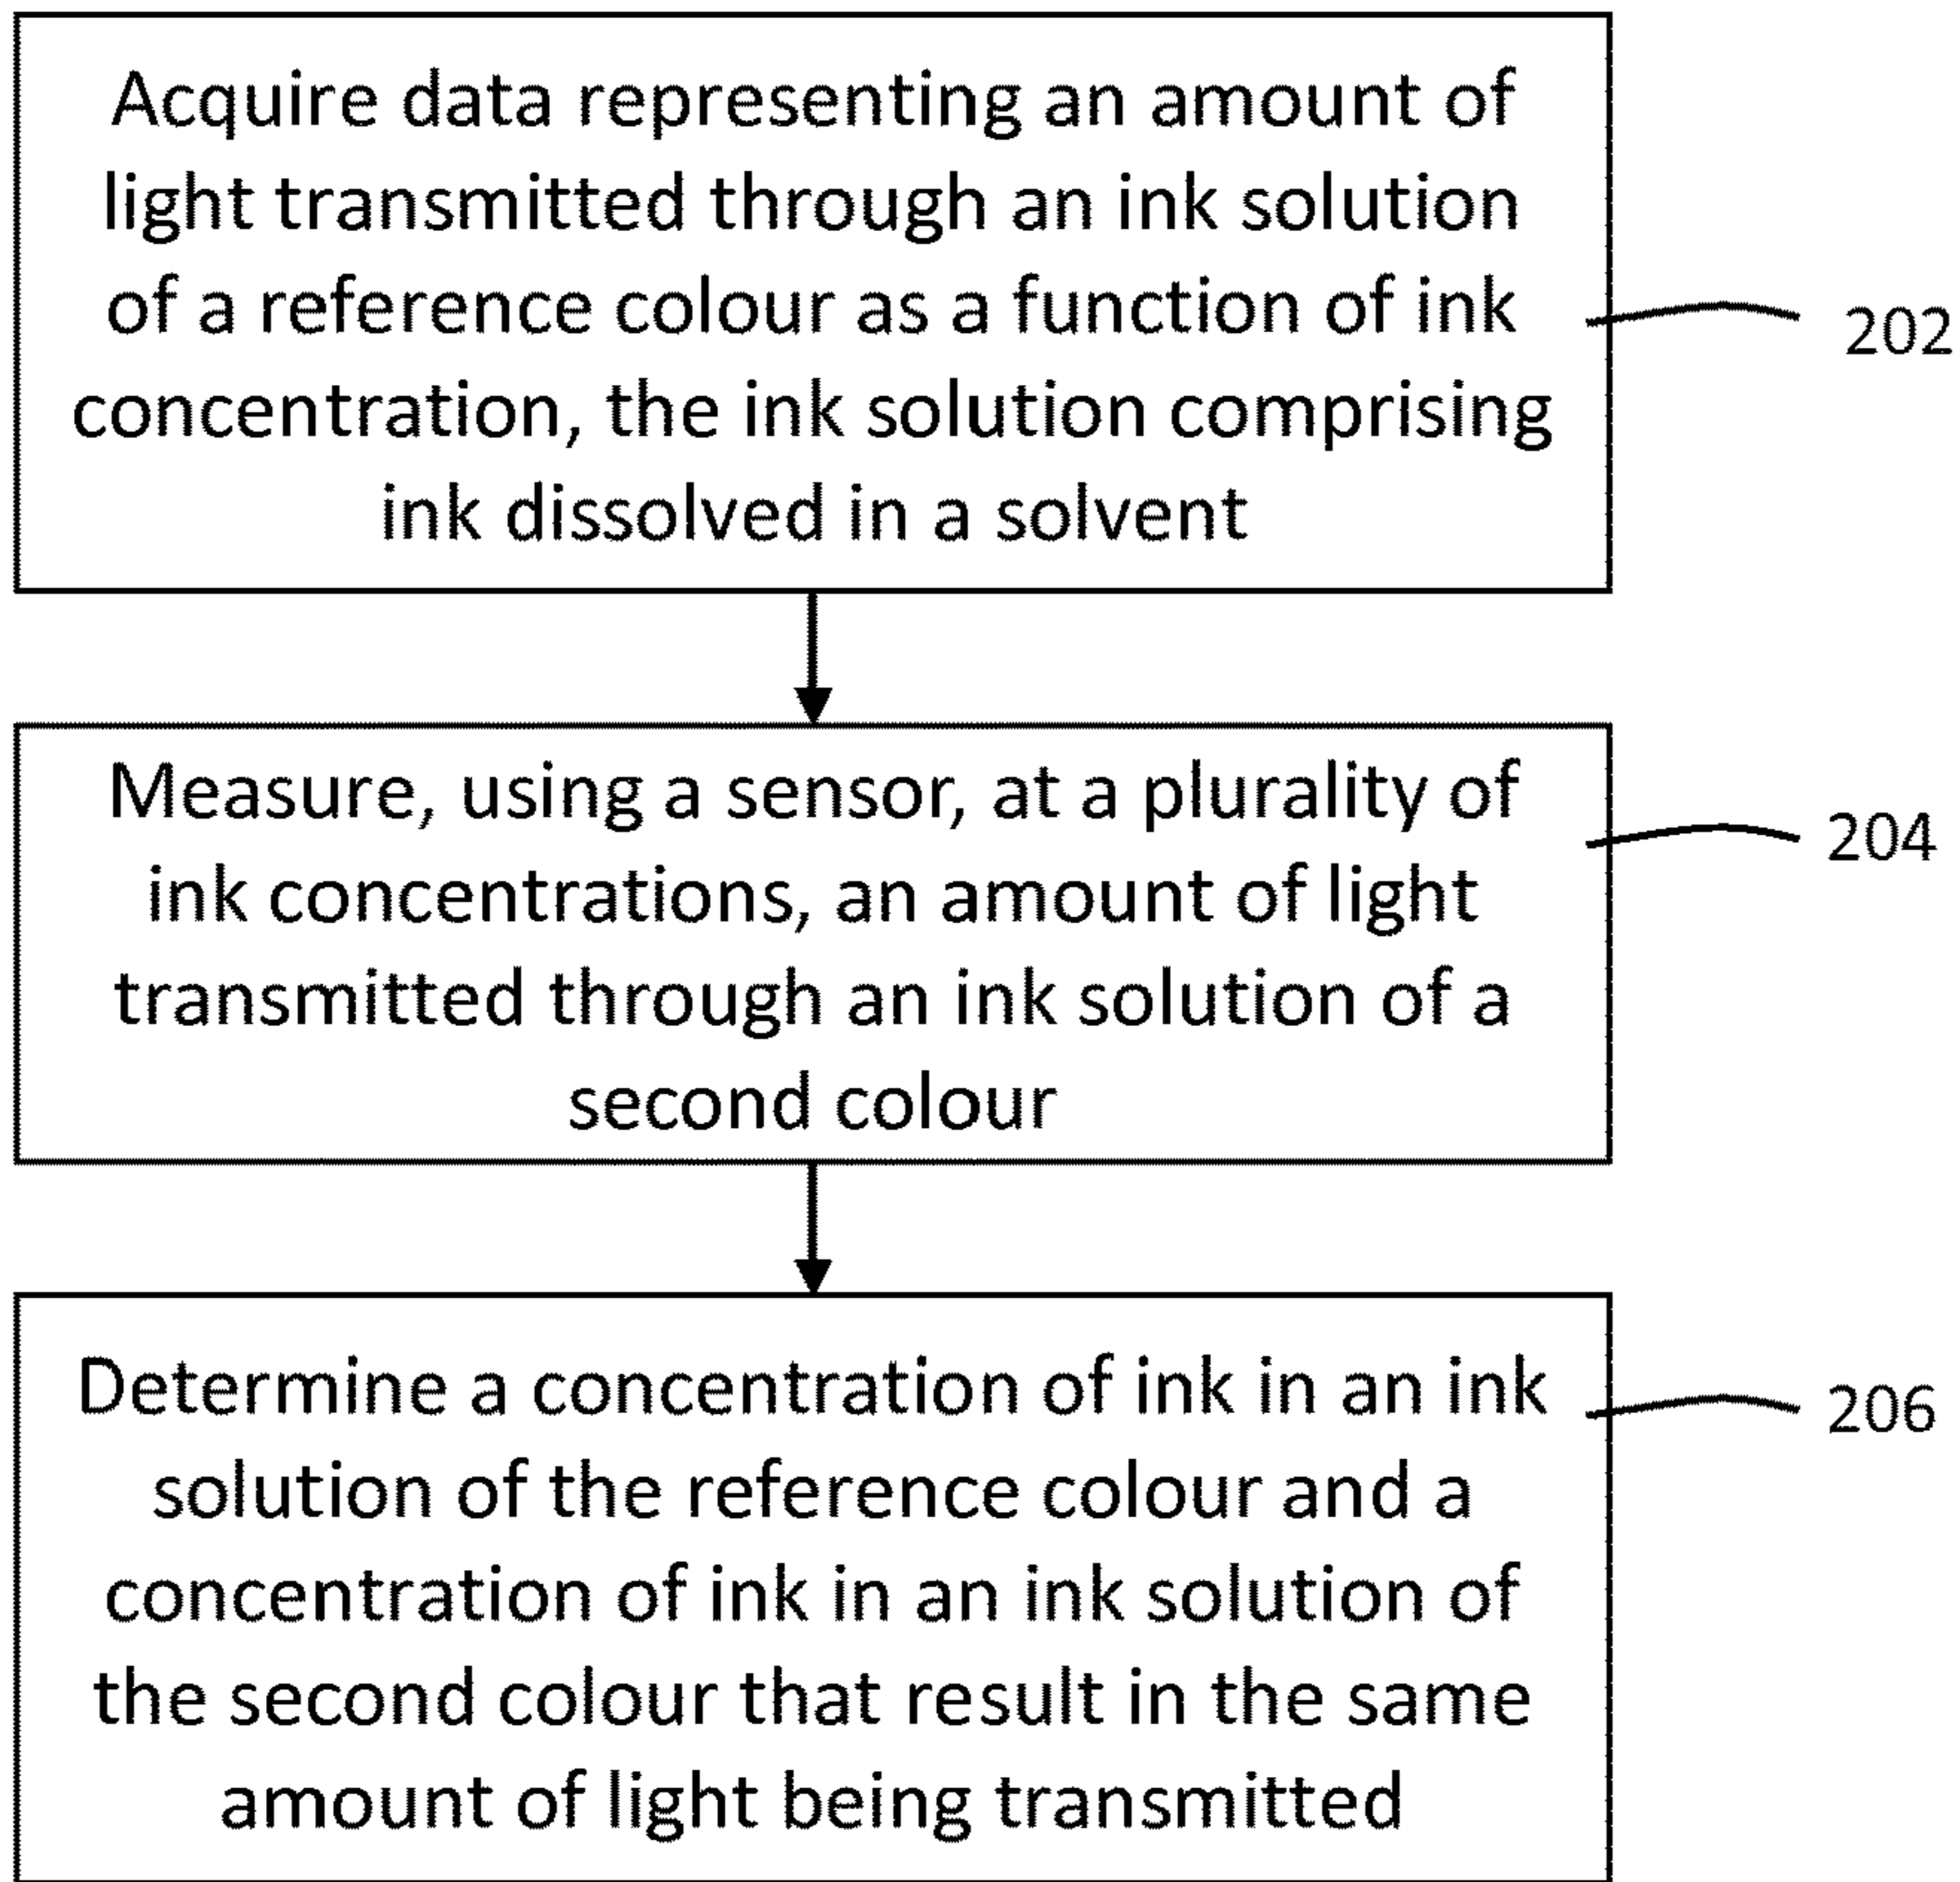 Acquire data representing an amount of
light transmitted through an ink solution
of a reference colour as a function of ink
concentration, the ink solution comprising
ink dissolved in a solvent
202
Measure, using a sensor, at a plurality of
ink concentrations, an amount of light
transmitted through an ink solution of a
second colour
204
Determine a concentration of ink in an ink
solution of the reference colour and a
concentration of ink in an ink solution of
the second colour that result in the same
amount of light being transmitted
206